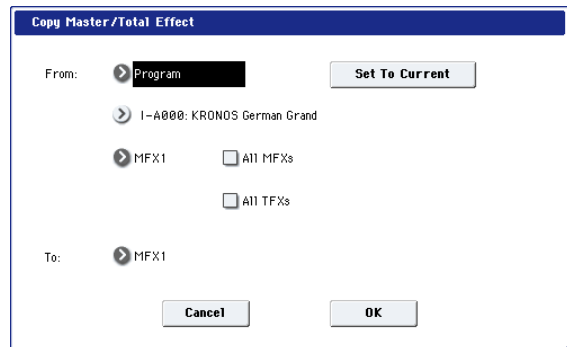 Copy Master/Total Effect
From: Program Set To Current
I-A000: KRONOS German Grand
MFX1 All MFXs
All TFXs
To: MFX1
Cancel OK